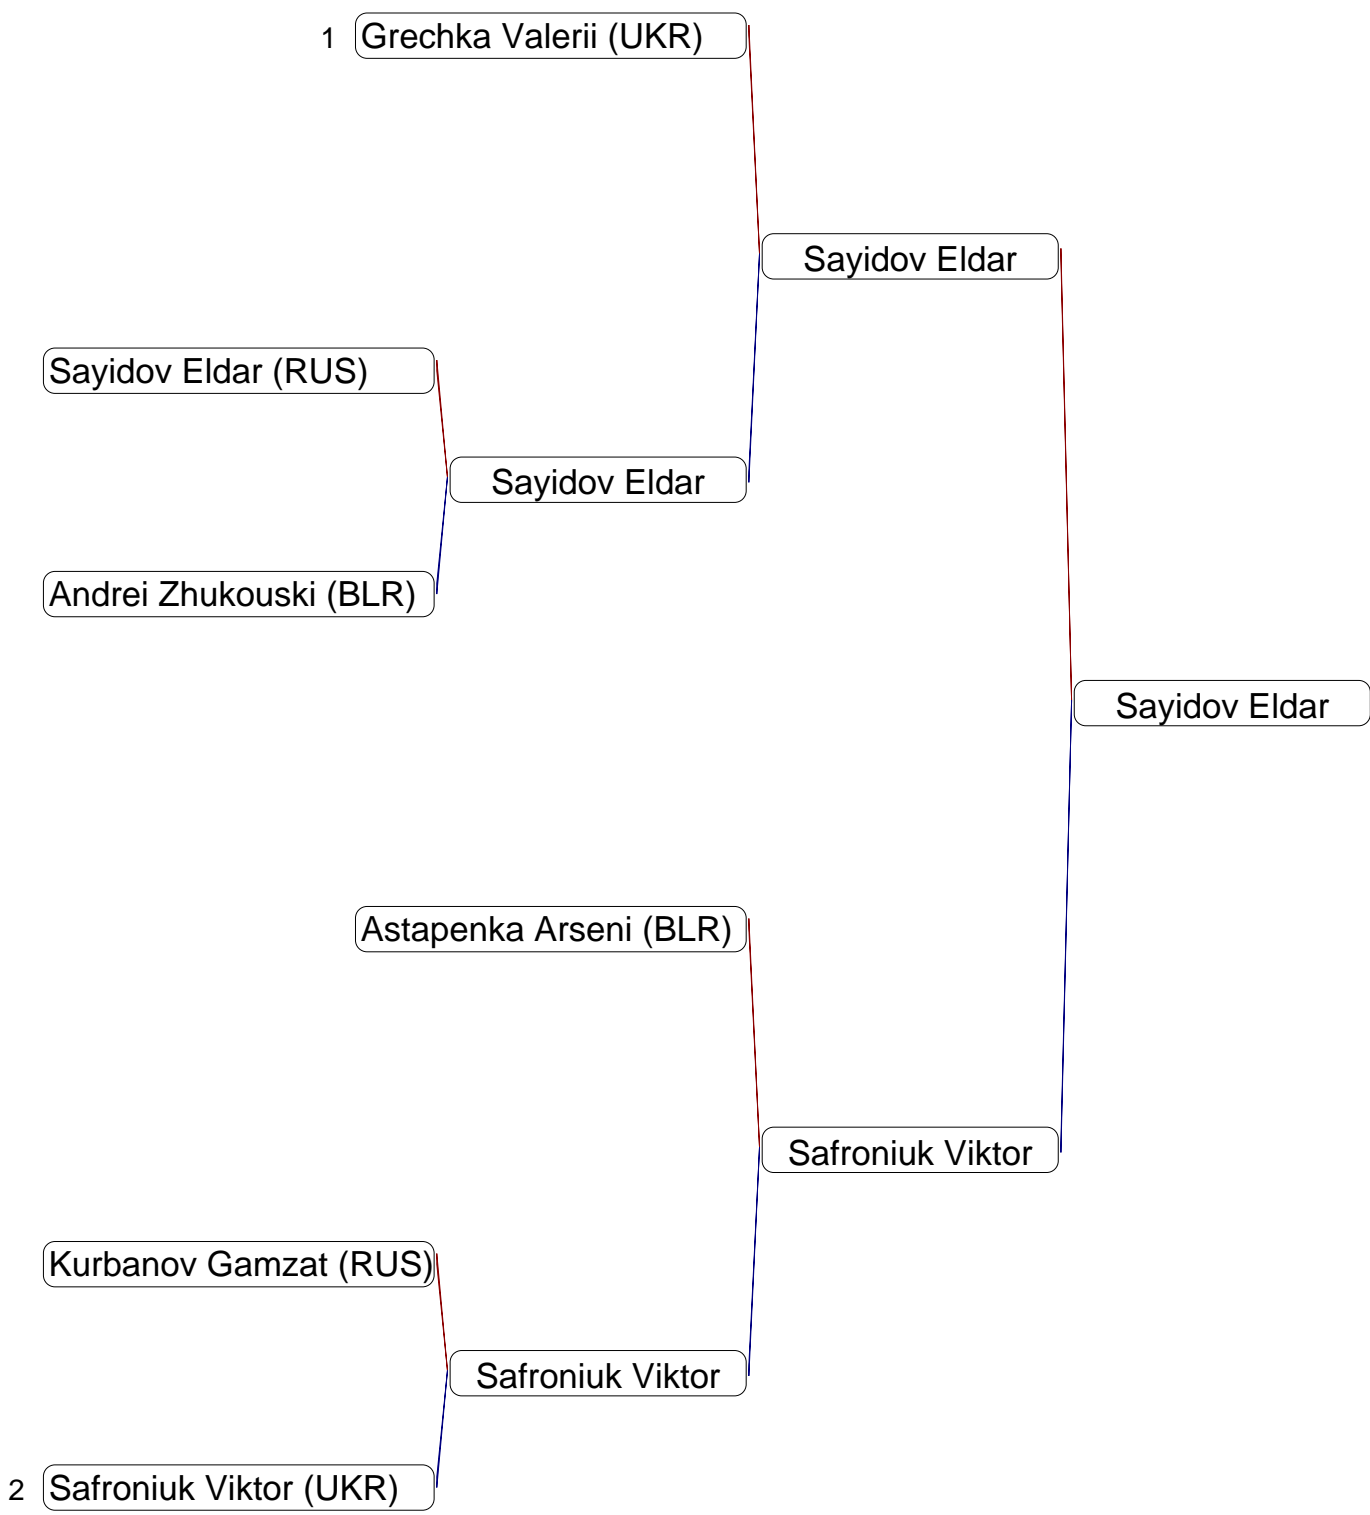 1 Grechka Valerii (UKR)
Sayidov Eldar
Sayidov Eldar (RUS)
Sayidov Eldar
Andrei Zhukouski (BLR)
Sayidov Eldar
Astapenka Arseni (BLR)
Safroniuk Viktor
Kurbanov Gamzat (RUS)
Safroniuk Viktor
2 Safroniuk Viktor (UKR)